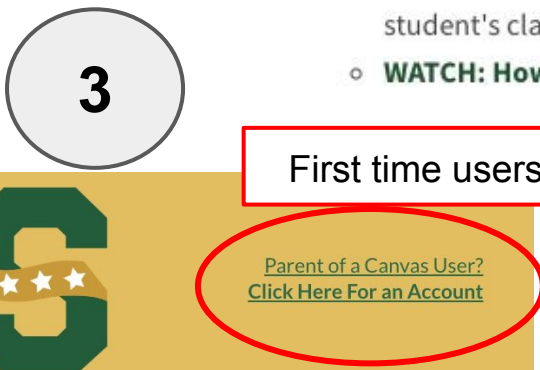 student's cla
3
WATCH: How
First time users
Parent of a Canvas User?
Click Here For an Account